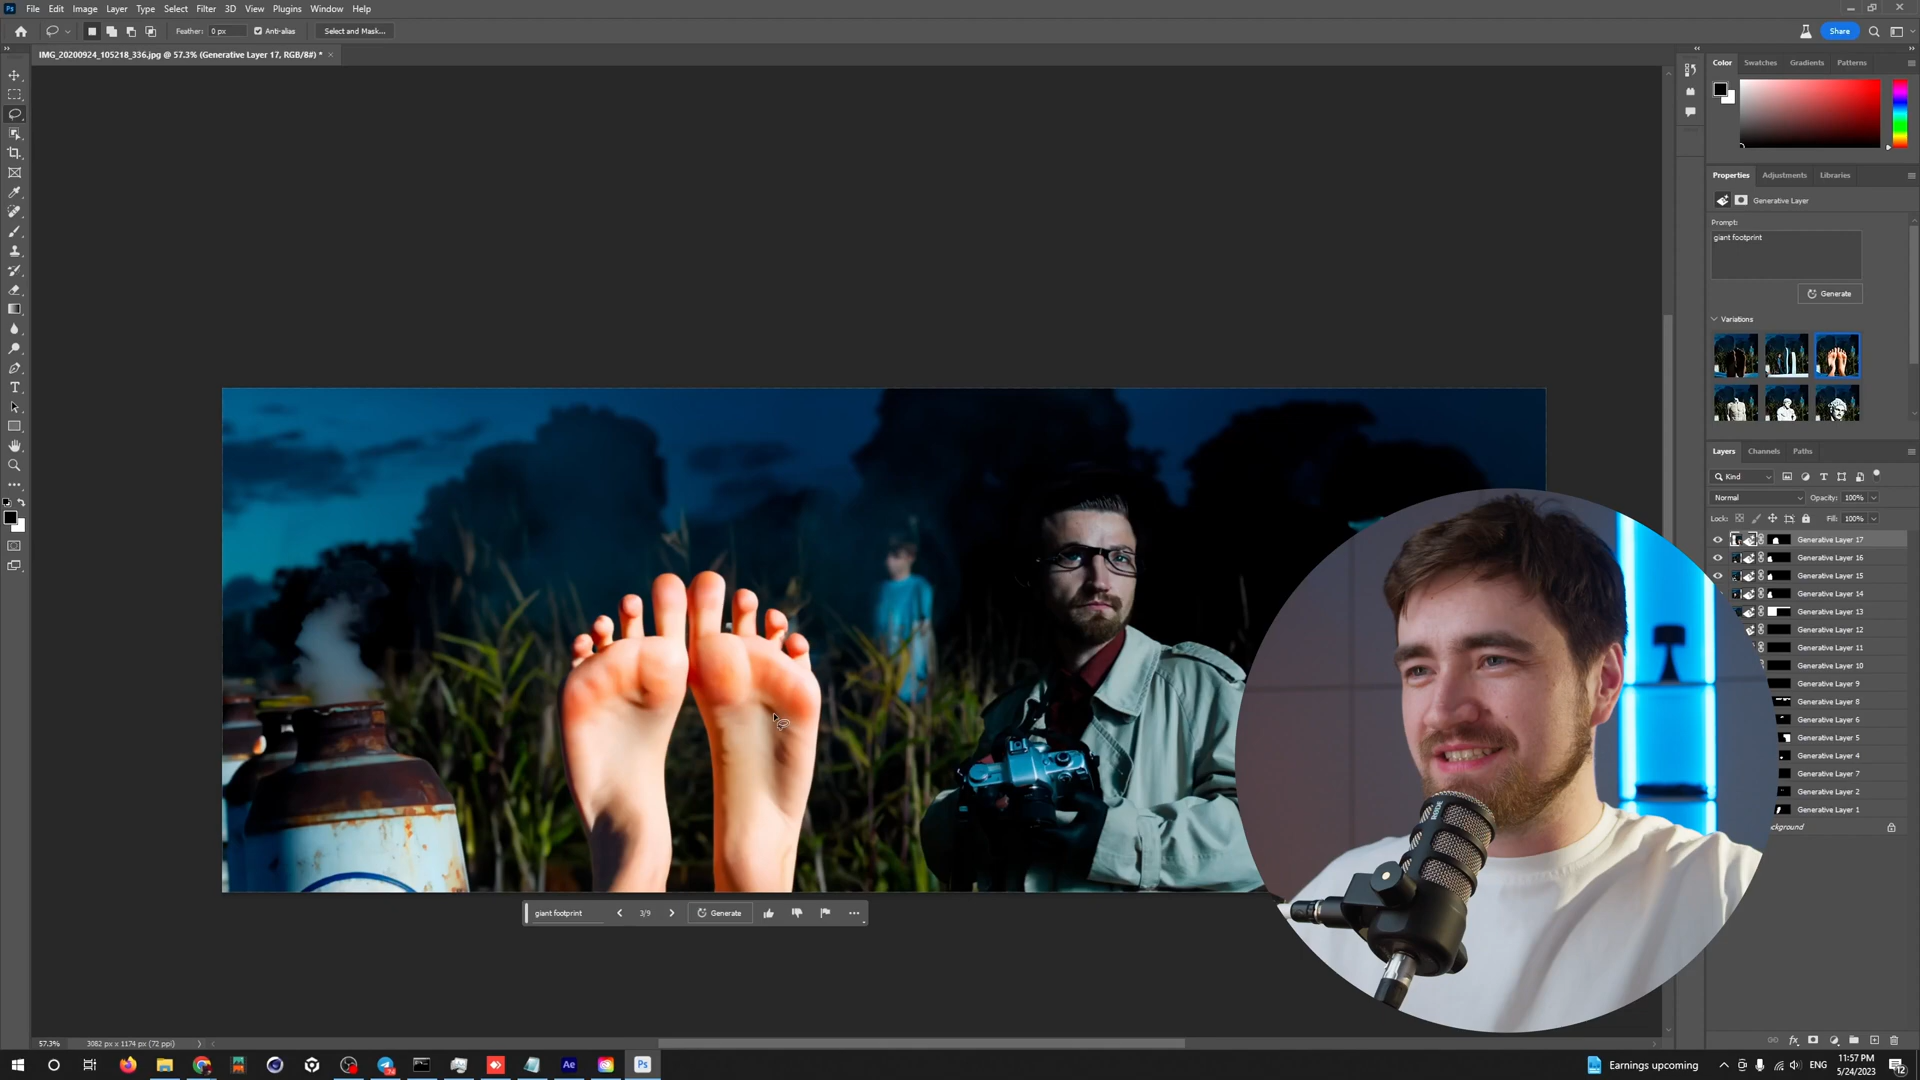 File Edit Image Layer Type Select Filter 3D View Plugins Window Help
Feather: 0 px Anti-alias Select and Mask... Share
IMG_20200924_105218_336.jpg @ 57.3% (Generative Layer 17, RGB/8#) *
Color Swatches Gradients Patterns
Properties Adjustments Libraries
Generative Layer
Prompt:
giant footprint
Generate
Variations
Layers Channels Paths
Kind
Normal Opacity: 100%
Lock: Fill: 100%
Generative Layer 17
Generative Layer 16
Generative Layer 15
Generative Layer 14
Generative Layer 13
Generative Layer 12
Generative Layer 11
Generative Layer 10
Generative Layer 9
Generative Layer 8
Generative Layer 6
Generative Layer 5
Generative Layer 4
Generative Layer 7
Generative Layer 2
Generative Layer 1
ckground
giant footprint 3/9 Generate
RODE
57.3% 3082 px x 1174 px (72 ppi)
Ae Ps
Earnings upcoming
ENG
11:57 PM
5/24/2023
12